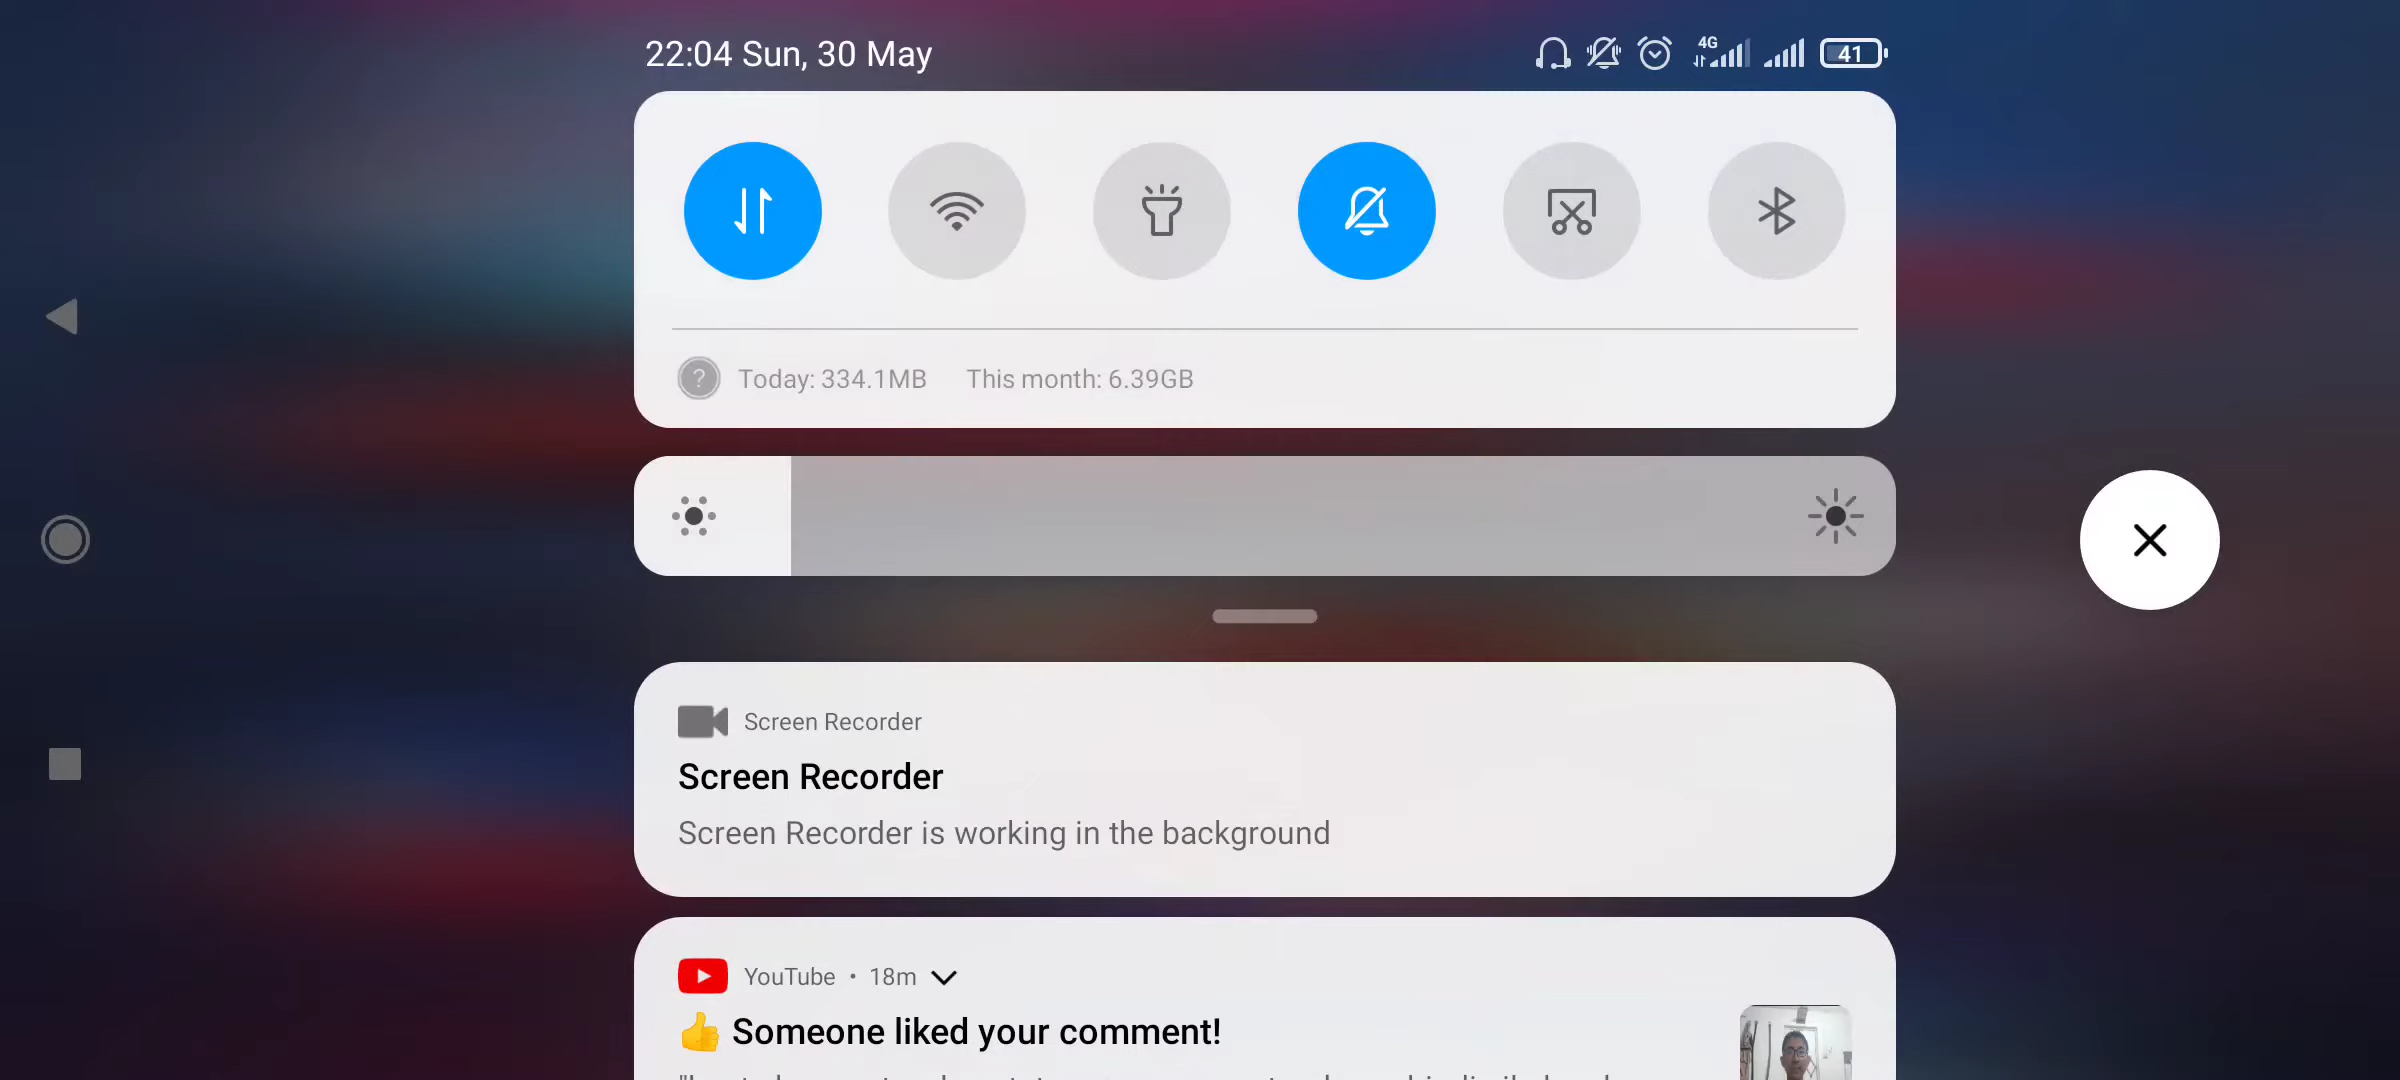 22:04 Sun, 30 May
4G
41
?
Today: 334.1MB This month: 6.39GB
Screen Recorder
Screen Recorder
Screen Recorder is working in the background
YouTube • 18m
👍 Someone liked your comment!